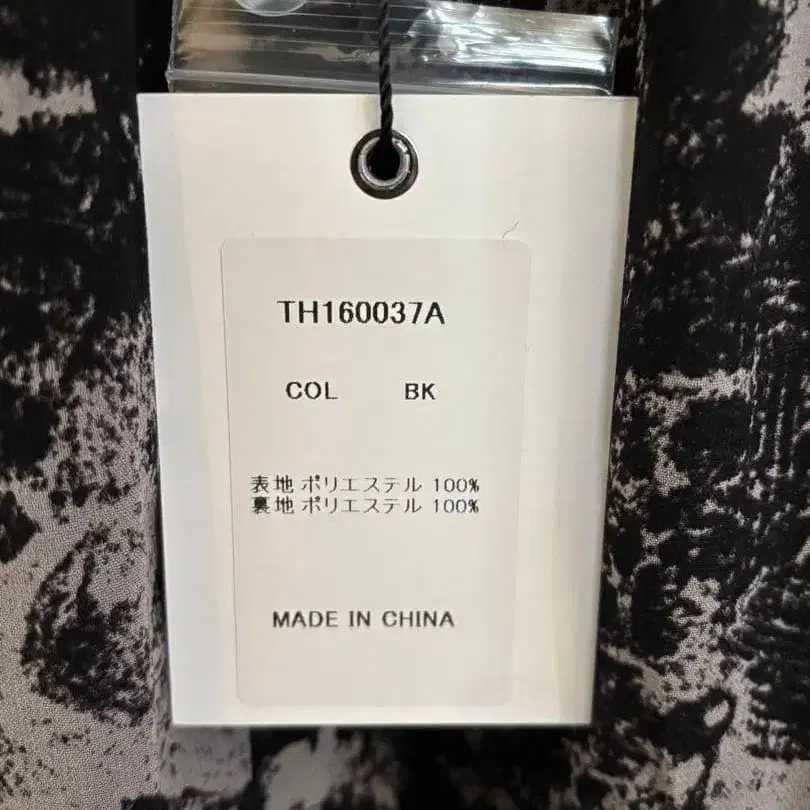 TH160037A
COL BK
表地 ポリエステル 100%
裏地 ポリエステル 100%
MADE IN CHINA